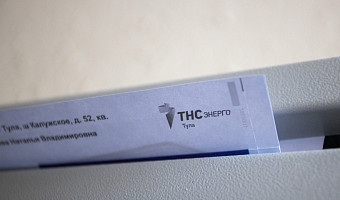 Тула, ш Калужское, д. 52, кв.
Наталья Владимировна
ТНС энерго
Тула